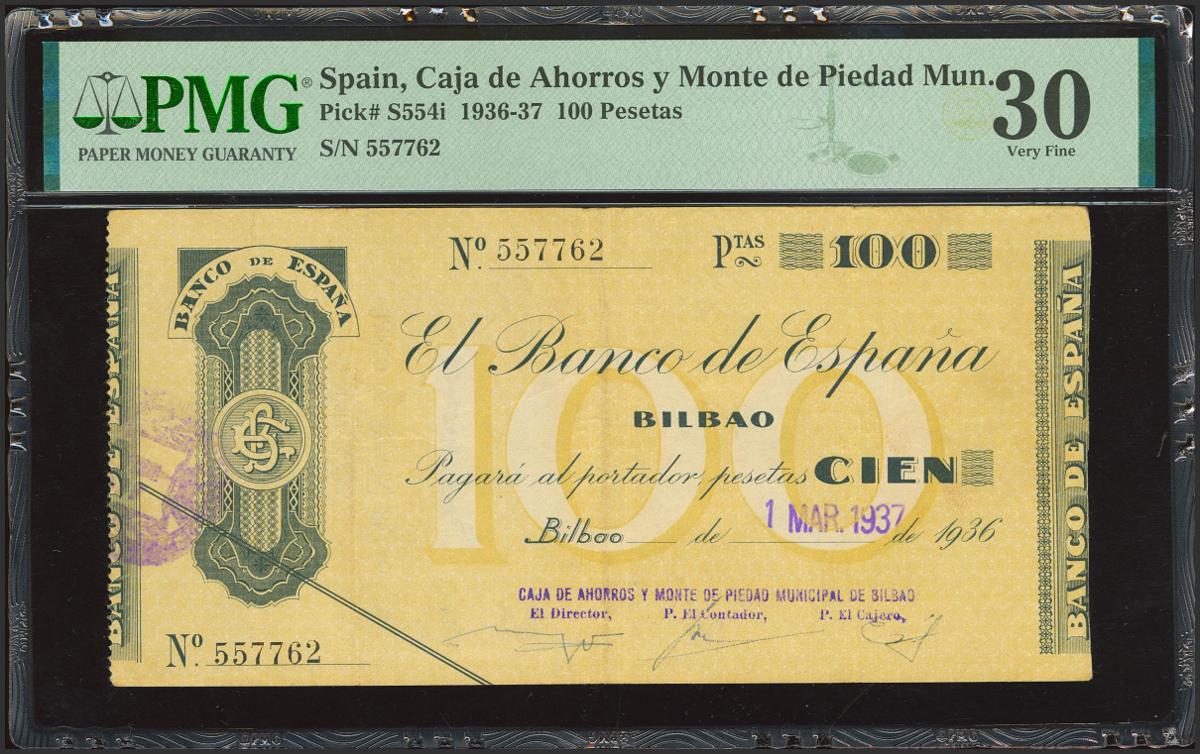 PMG®
PAPER MONEY GUARANTY
Spain, Caja de Ahorros y Monte de Piedad Mun.
Pick# S554i 1936-37 100 Pesetas
S/N 557762
30
Very Fine
BANCO DE ESPAÑA
Nº. 557762
PTAS 100
El Banco de España
BILBAO
100
Pagará al portador pesetas CIEN
Bilbao de 1 MAR. 1937 de 1936
CAJA DE AHORROS Y MONTE DE PIEDAD MUNICIPAL DE BILBAO
El Director, P. El Contador, P. El Cajero,
Nº. 557762
BANCO DE ESPAÑA
BANCO DE ESPAÑA